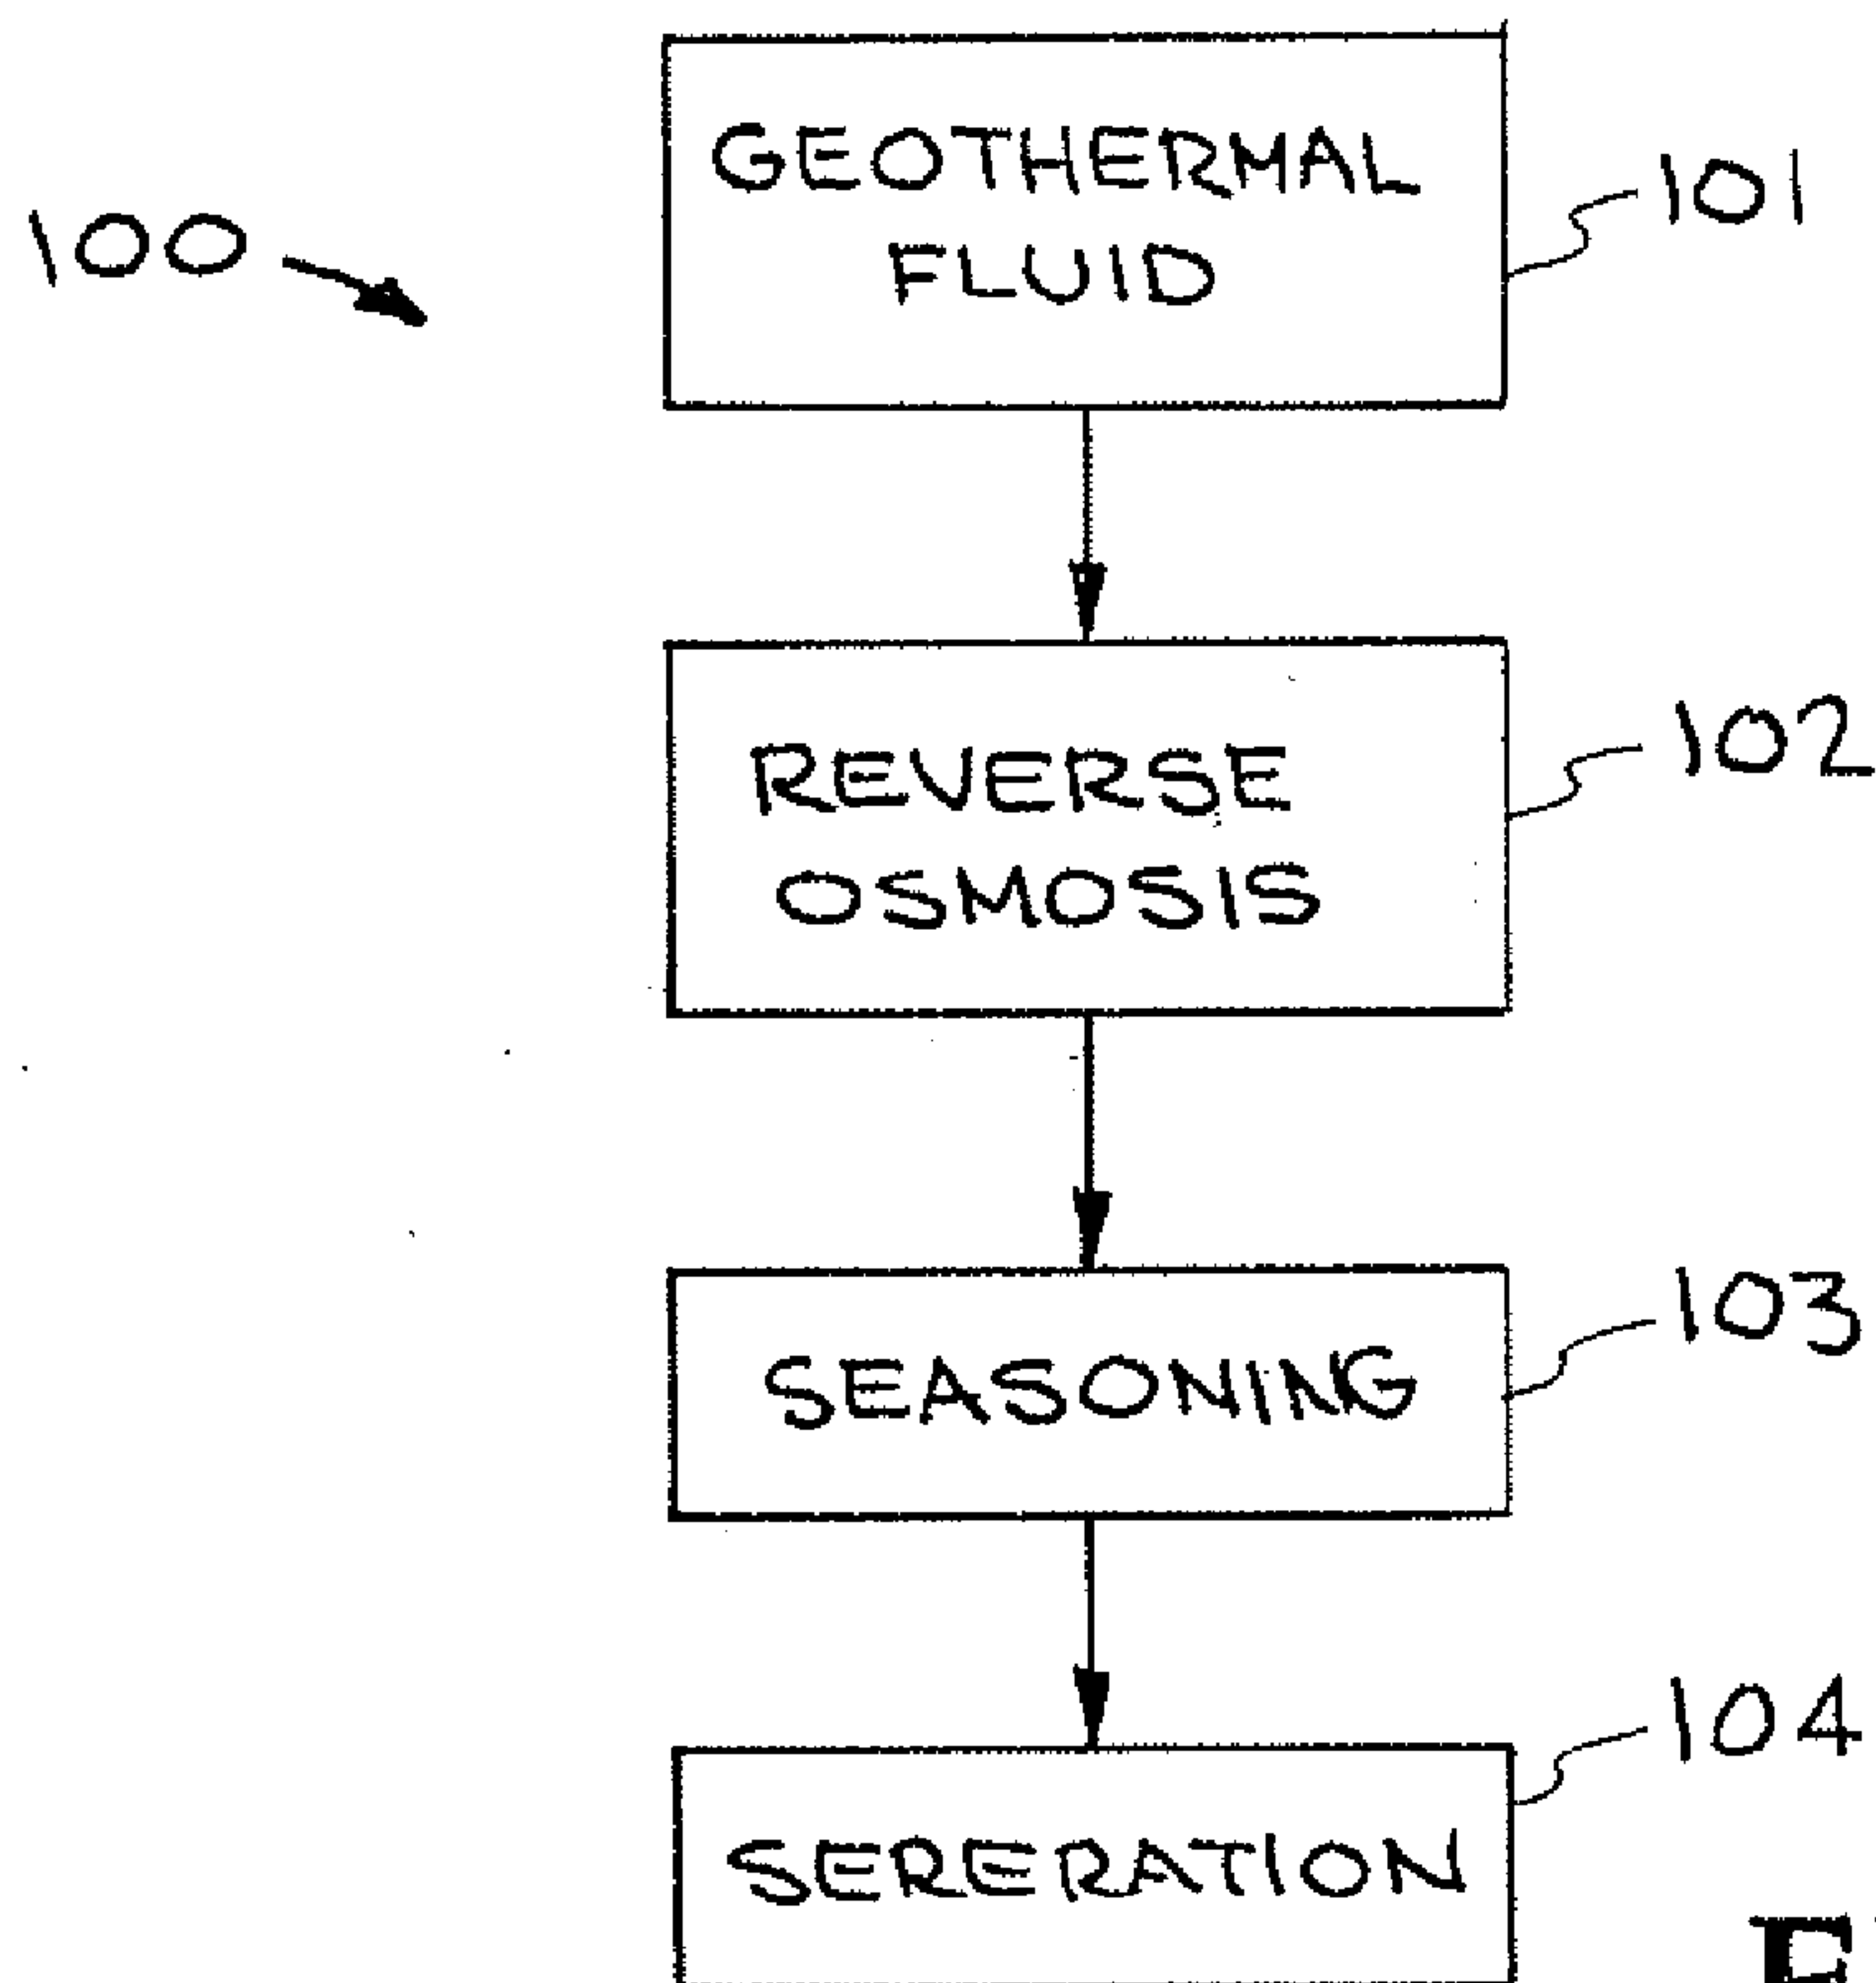 100
GEOTHERMAL
FLUID
101
REVERSE
OSMOSIS
102
SEASONING
103
SERERATION
104